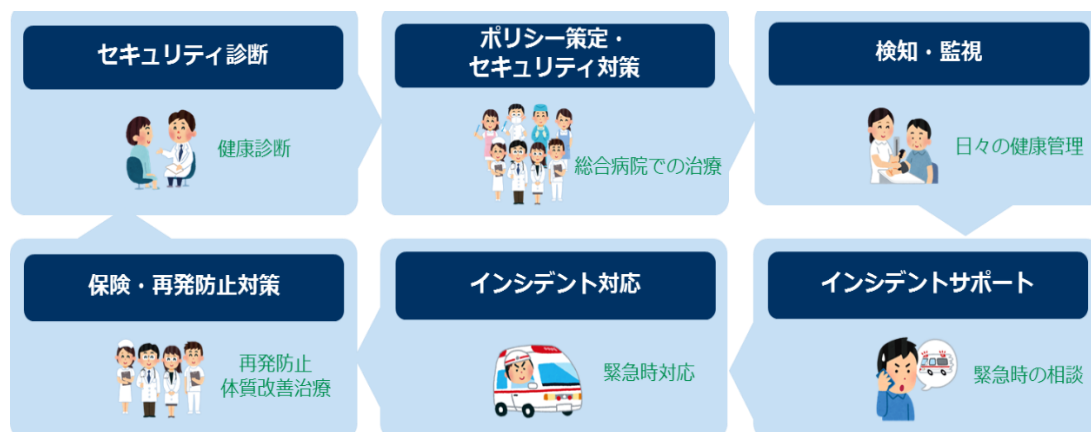 セキュリティ診断
健康診断
ポリシー策定・
セキュリティ対策
総合病院での治療
検知・監視
日々の健康管理
インシデントサポート
緊急時の相談
インシデント対応
緊急時対応
保険・再発防止対策
再発防止
体質改善治療